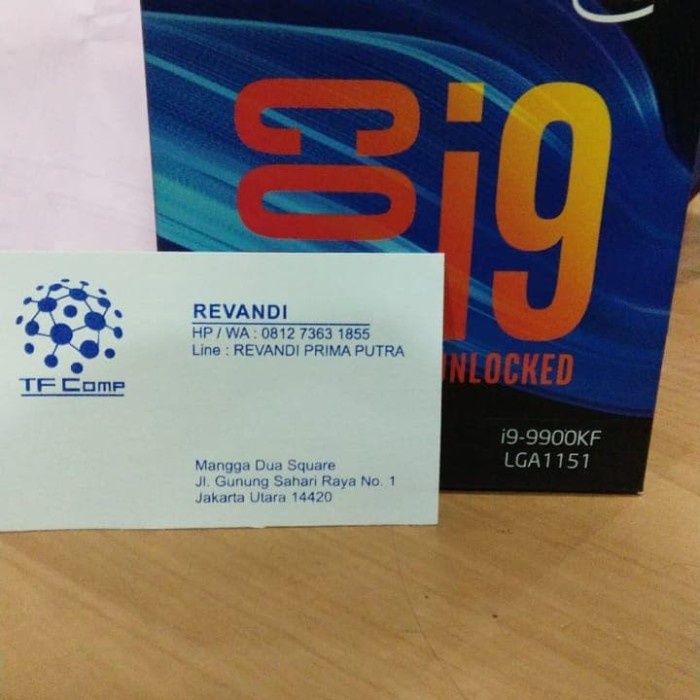 CO
i9
UNLOCKED
i9-9900KF
LGA1151
TF Comp
REVANDI
HP / WA : 0812 7363 1855
Line : REVANDI PRIMA PUTRA
Mangga Dua Square
Jl. Gunung Sahari Raya No. 1
Jakarta Utara 14420